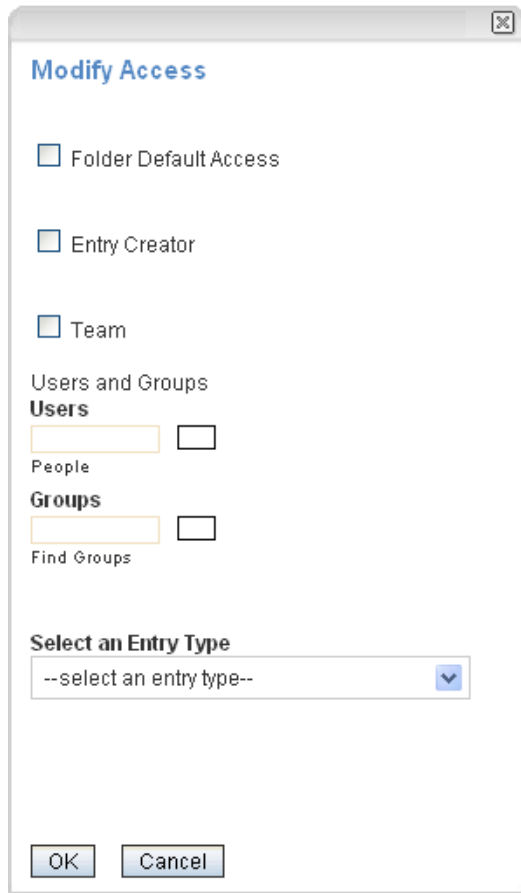 Modify Access
Folder Default Access
Entry Creator
Team
Users and Groups
Users
People
Groups
Find Groups
Select an Entry Type
--select an entry type--
OK Cancel